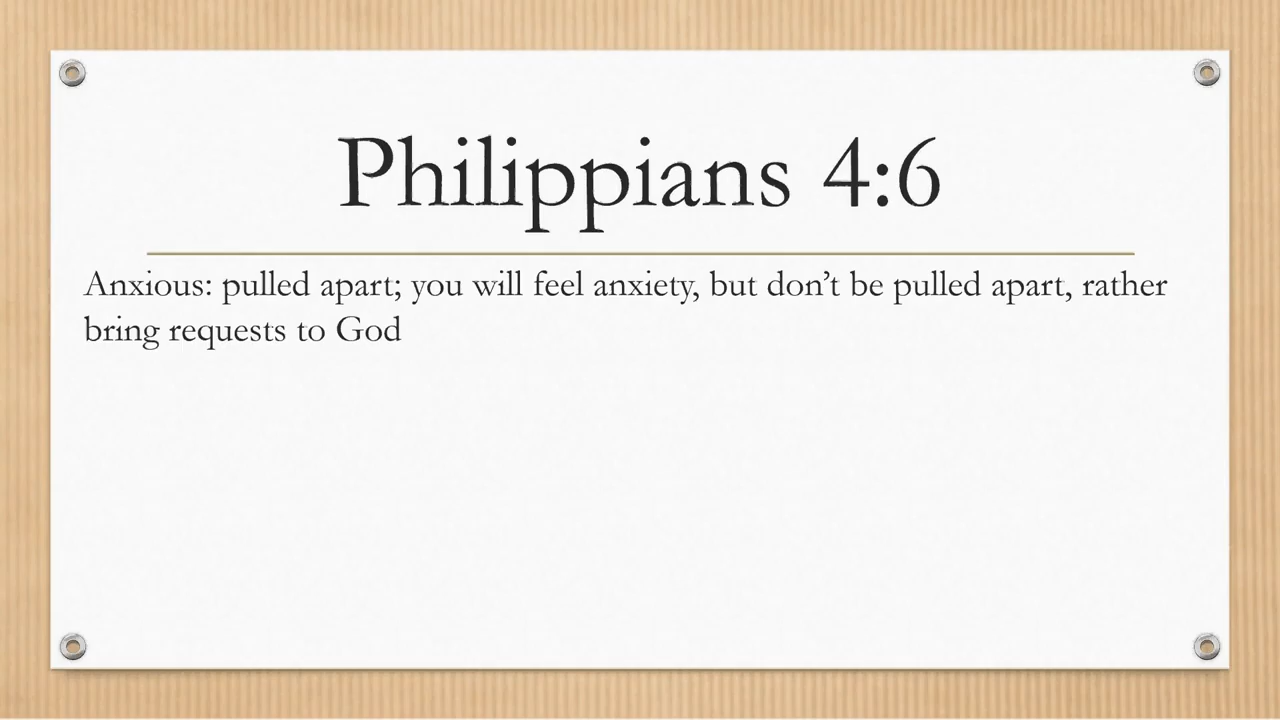 Philippians 4:6
Anxious: pulled apart; you will feel anxiety, but don’t be pulled apart, rather
bring requests to God